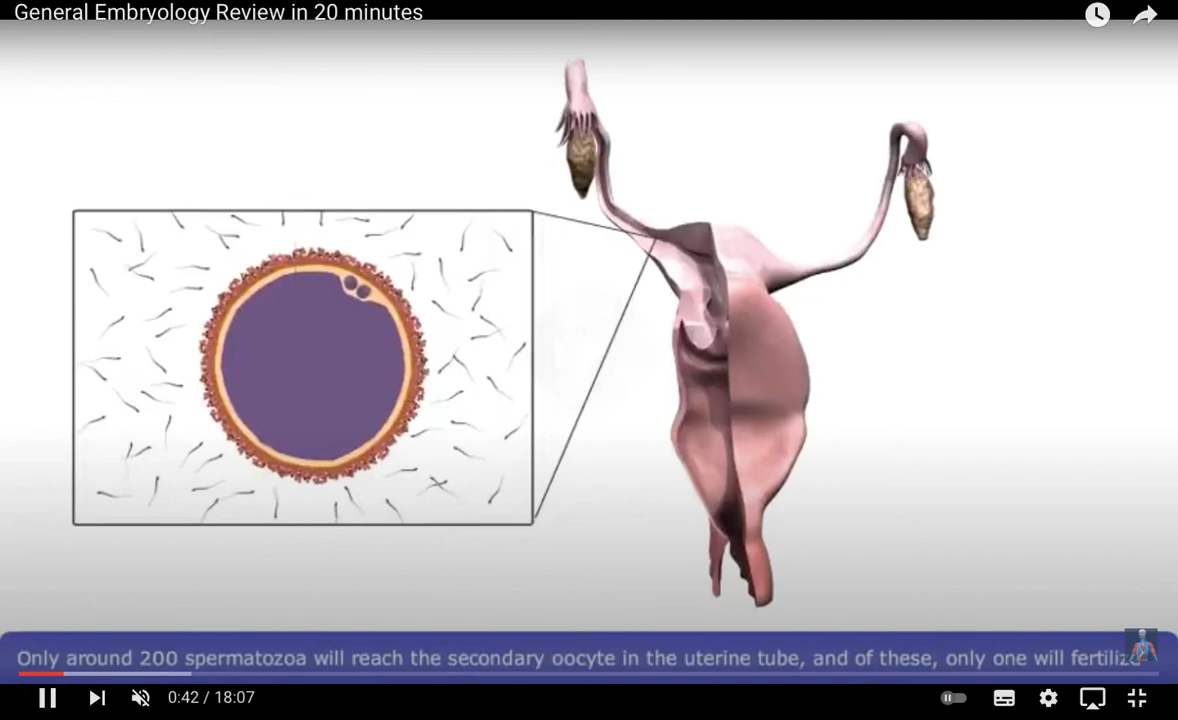 General Embryology Review in 20 minutes
Only around 200 spermatozoa will reach the secondary oocyte in the uterine tube, and of these, only one will fertilize
0:42 / 18:07